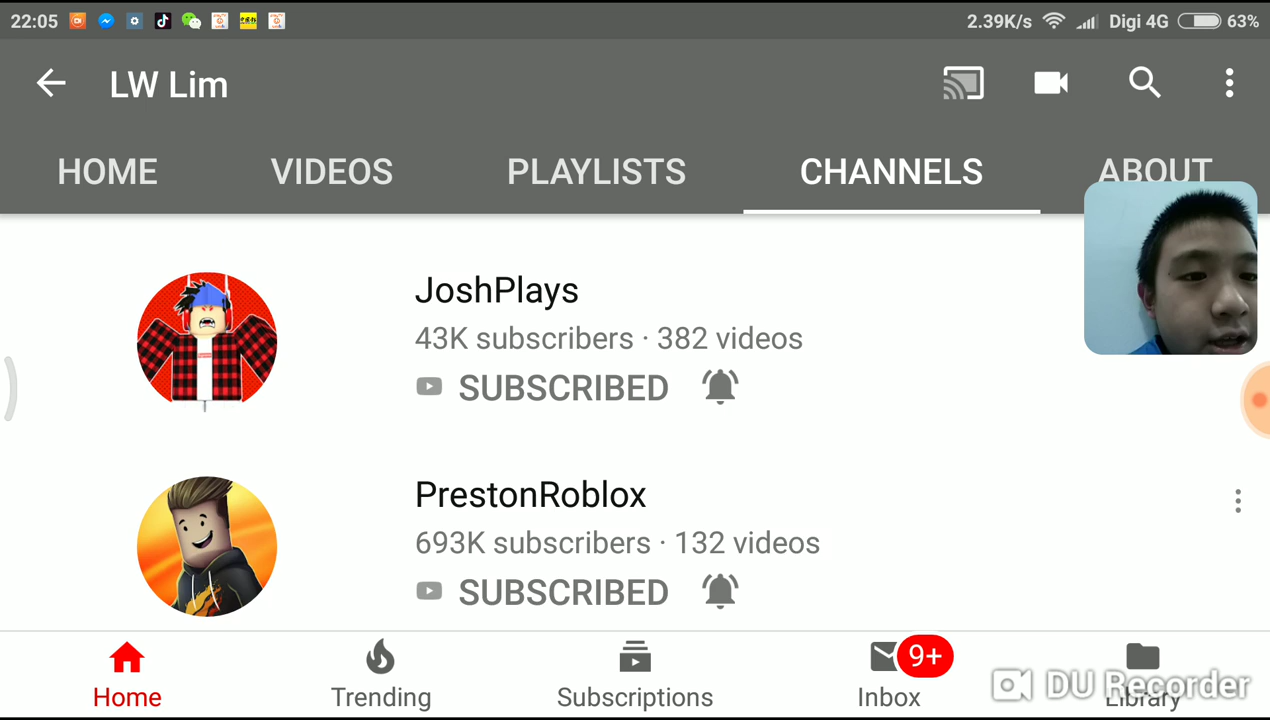 22:05 2.39K/s Digi 4G 63%
LW Lim
HOME VIDEOS PLAYLISTS CHANNELS ABOUT
JoshPlays
43K subscribers · 382 videos
SUBSCRIBED
PrestonRoblox
693K subscribers · 132 videos
SUBSCRIBED
9+
Home Trending Subscriptions Inbox Library
DU Recorder